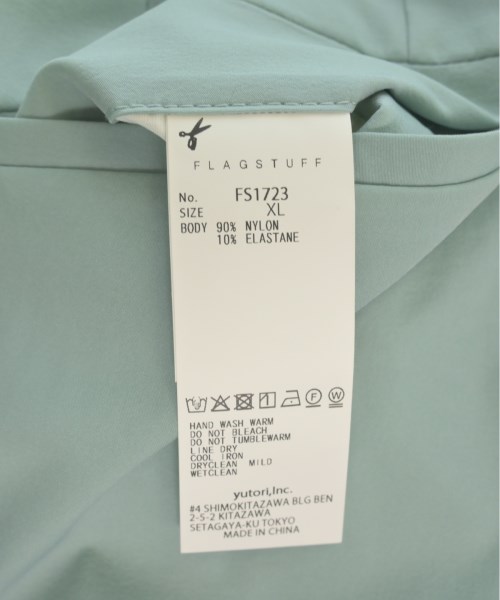 FLAGSTUFF
No. FS1723
SIZE XL
BODY 90% NYLON
10% ELASTANE
F W
HAND WASH WARM
DO NOT BLEACH
DO NOT TUMBLEWARM
LINE DRY
COOL IRON
DRYCLEAN MILD
WETCLEAN
yutori,Inc.
#4 SHIMOKITAZAWA BLG BEN
2-5-2 KITAZAWA
SETAGAYA-KU TOKYO
MADE IN CHINA